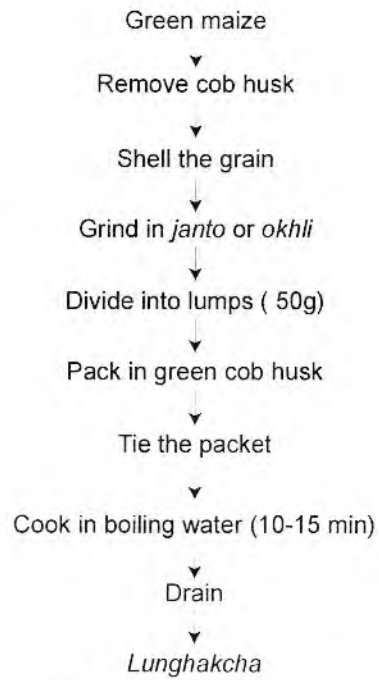 Green maize
Remove cob husk
Shell the grain
Grind in janto or okhli
Divide into lumps ( 50g)
Pack in green cob husk
Tie the packet
Cook in boiling water (10-15 min)
Drain
Lunghakcha